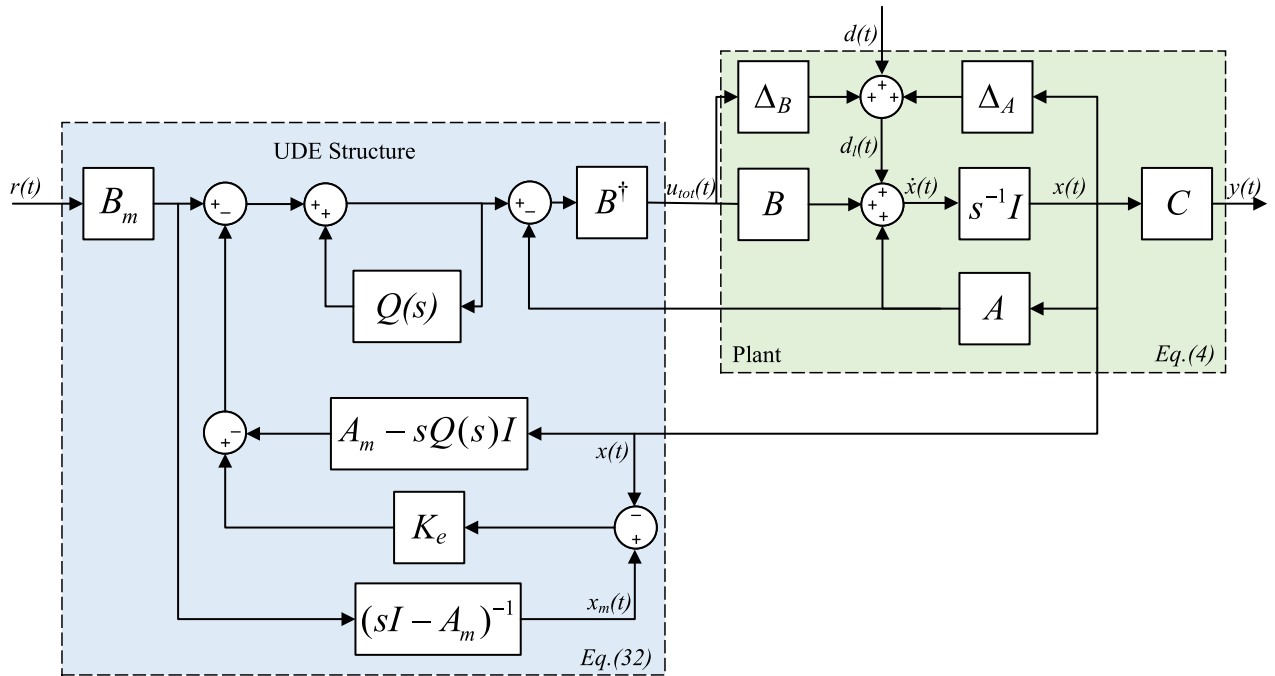 d(t)
Δ_B
+ + +
Δ_A
UDE Structure
d_l(t)
r(t)
B_m
+ −
+ +
+ −
B†
u_tot(t)
B
+ + +
ẋ(t)
s⁻¹I
x(t)
C
y(t)
Q(s)
A
Plant
Eq.(4)
+ −
A_m − sQ(s)I
x(t)
K_e
− +
(sI − A_m)⁻¹
x_m(t)
Eq.(32)